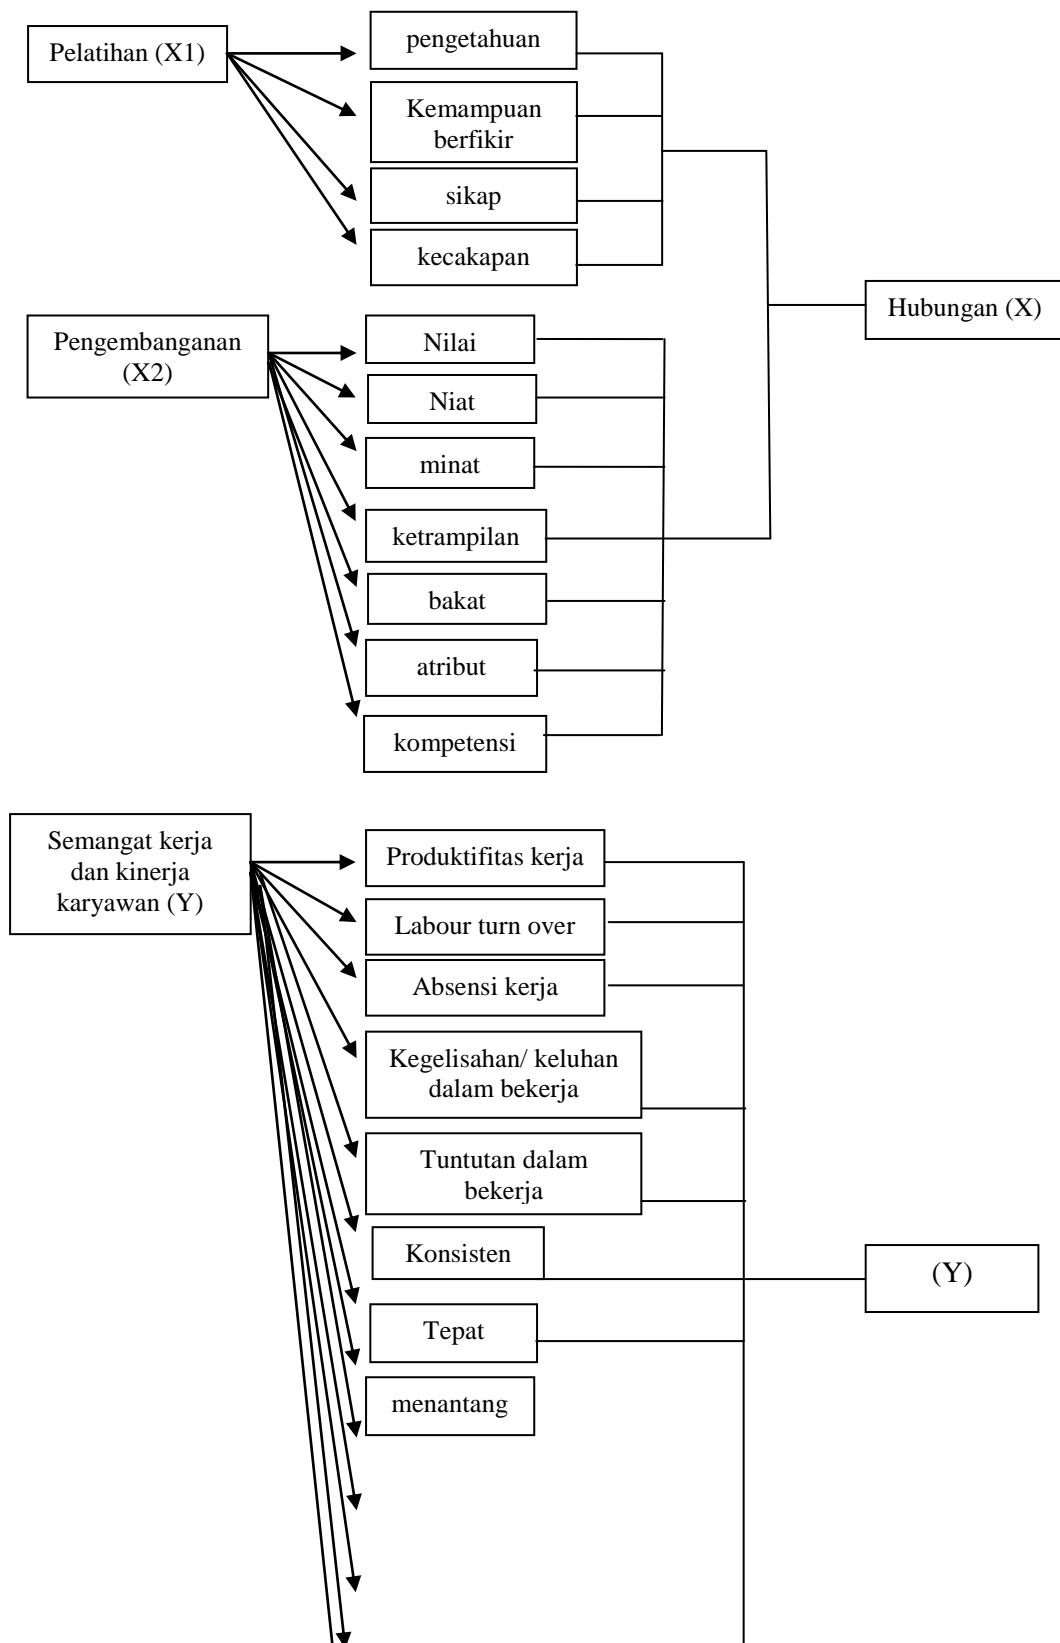 Pelatihan (X1)
pengetahuan
Kemampuan
berfikir
sikap
kecakapan
Hubungan (X)
Pengembanganan
(X2)
Nilai
Niat
minat
ketrampilan
bakat
atribut
kompetensi
Semangat kerja
dan kinerja
karyawan (Y)
Produktifitas kerja
Labour turn over
Absensi kerja
Kegelisahan/ keluhan
dalam bekerja
Tuntutan dalam
bekerja
Konsisten
(Y)
Tepat
menantang